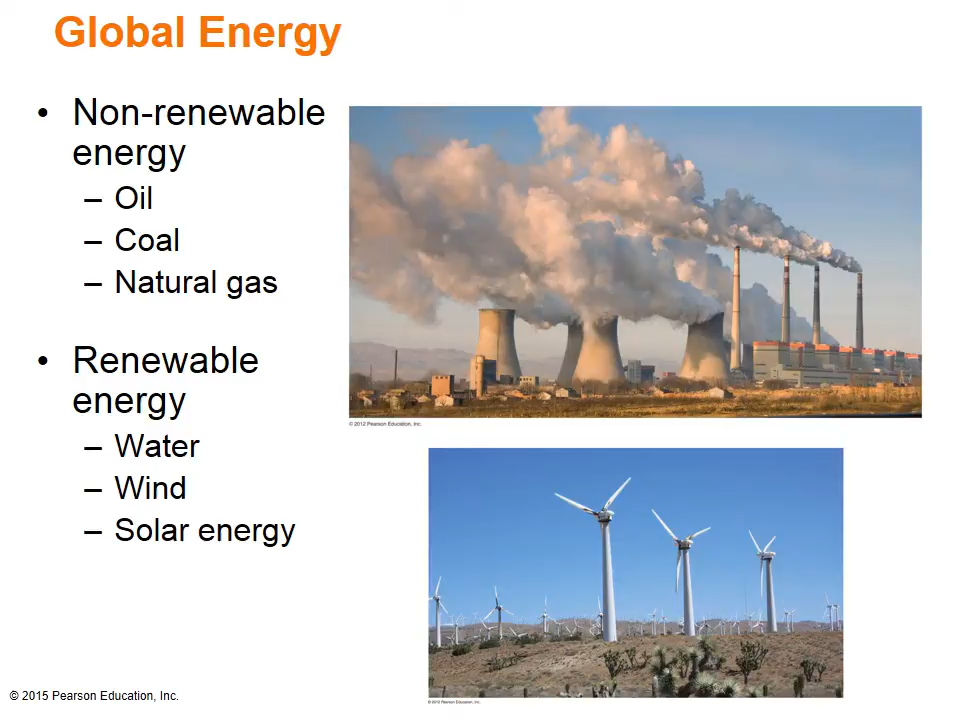 Global Energy
• Non-renewable
energy
– Oil
– Coal
– Natural gas
© 2012 Pearson Education, Inc.
• Renewable
energy
– Water
– Wind
– Solar energy
© 2015 Pearson Education, Inc.